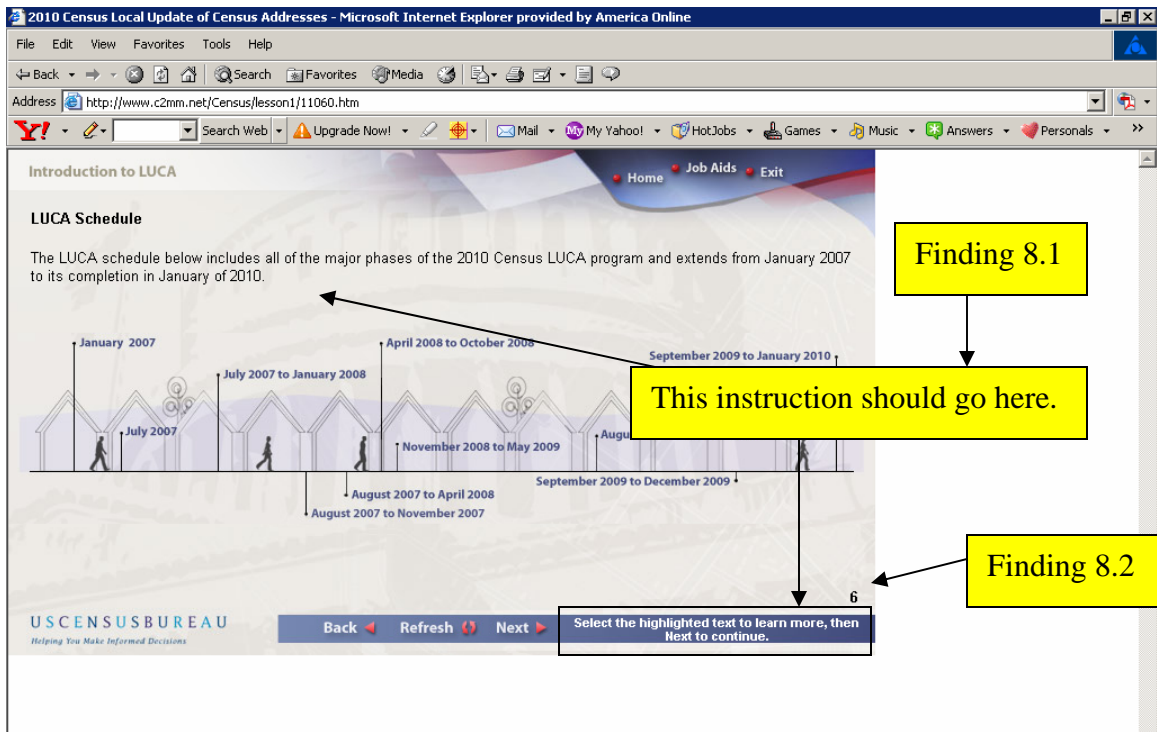 2010 Census Local Update of Census Addresses - Microsoft Internet Explorer provided by America Online
File Edit View Favorites Tools Help
Back Search Favorites Media
Address http://www.c2mm.net/Census/lesson1/11060.htm
Y! Search Web Upgrade Now! Mail My Yahoo! HotJobs Games Music Answers Personals »
Introduction to LUCA
Home Job Aids Exit
LUCA Schedule
The LUCA schedule below includes all of the major phases of the 2010 Census LUCA program and extends from January 2007
to its completion in January of 2010.
Finding 8.1
January 2007
April 2008 to October 2008
September 2009 to January 2010
July 2007 to January 2008
This instruction should go here.
July 2007
November 2008 to May 2009
September 2009 to December 2009
August 2007 to April 2008
August 2007 to November 2007
Finding 8.2
6
USCENSUSBUREAU
Helping You Make Informed Decisions
Back Refresh Next
Select the highlighted text to learn more, then
Next to continue.